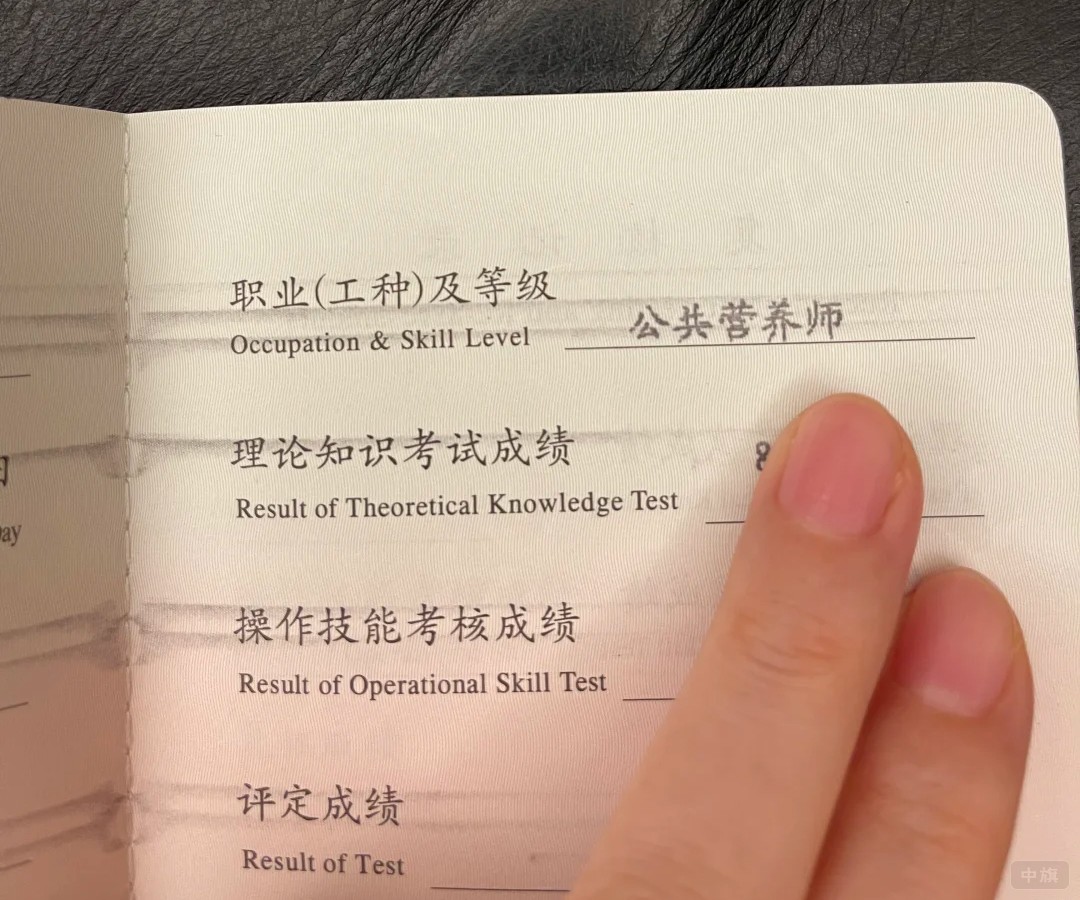 职业(工种)及等级
Occupation & Skill Level 公共营养师
理论知识考试成绩
Result of Theoretical Knowledge Test
操作技能考核成绩
Result of Operational Skill Test
评定成绩
Result of Test
中旗